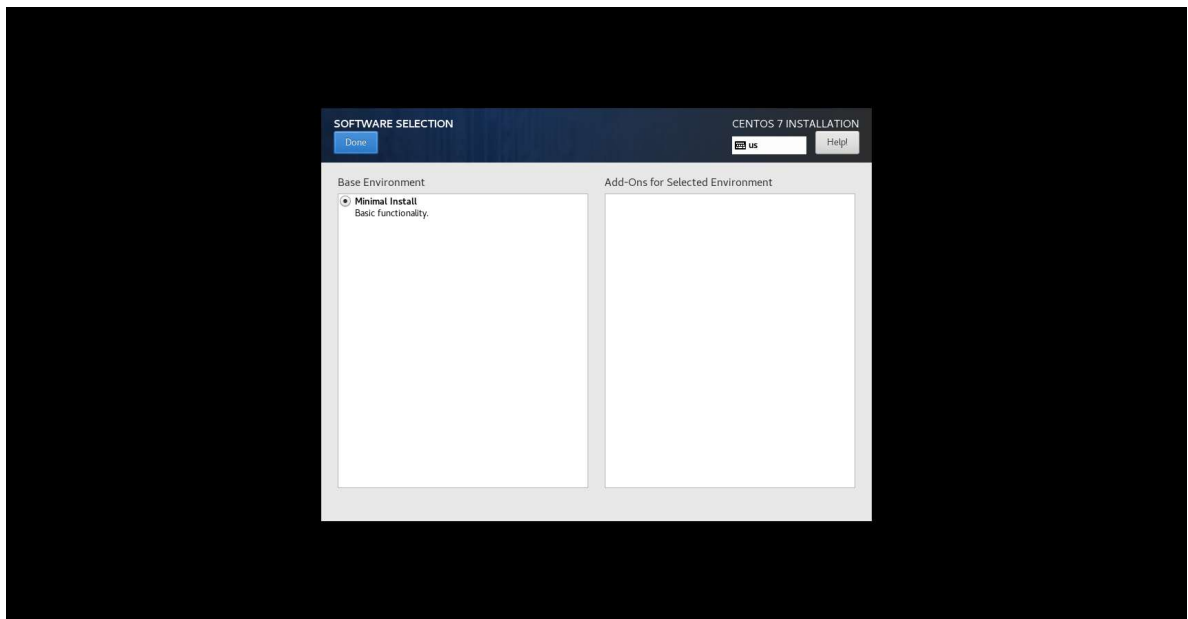 SOFTWARE SELECTION
Done
CENTOS 7 INSTALLATION
us
Help!
Base Environment
Minimal Install
Basic functionality.
Add-Ons for Selected Environment